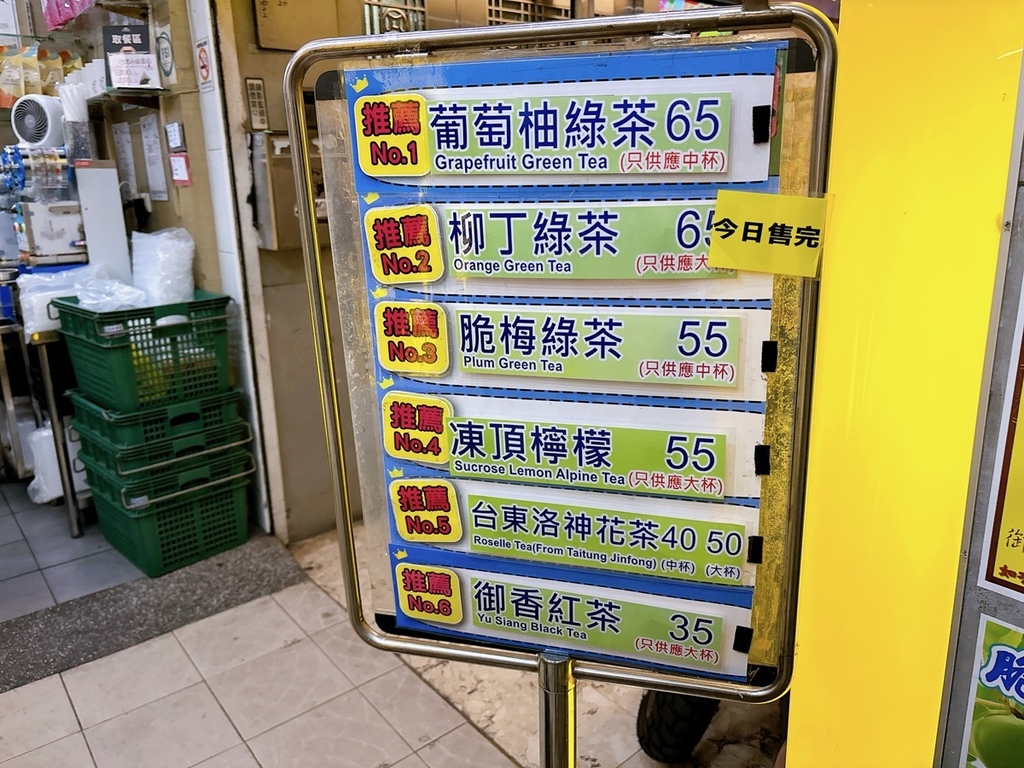 取餐區
推薦 No.1
葡萄柚綠茶 65
Grapefruit Green Tea (只供應中杯)
推薦 No.2
柳丁綠茶 65
Orange Green Tea (只供應大
今日售完
推薦 No.3
脆梅綠茶 55
Plum Green Tea (只供應中杯)
推薦 No.4
凍頂檸檬 55
Sucrose Lemon Alpine Tea (只供應大杯)
推薦 No.5
台東洛神花茶 40 50
Roselle Tea(From Taitung Jinfong) (中杯) (大杯)
推薦 No.6
御香紅茶 35
Yu Siang Black Tea (只供應大杯)
御
脆